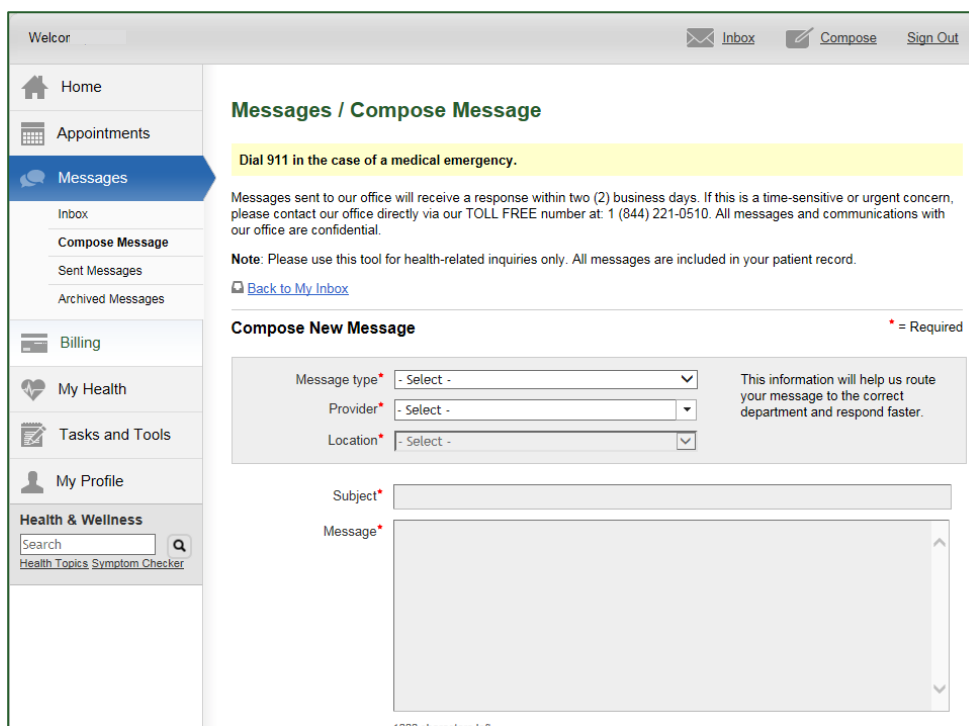 Welcor
Inbox
Compose
Sign Out
Home
Appointments
Messages
Inbox
Compose Message
Sent Messages
Archived Messages
Billing
My Health
Tasks and Tools
My Profile
Health & Wellness
Search
Health Topics Symptom Checker
Messages / Compose Message
Dial 911 in the case of a medical emergency.
Messages sent to our office will receive a response within two (2) business days. If this is a time-sensitive or urgent concern,
please contact our office directly via our TOLL FREE number at: 1 (844) 221-0510. All messages and communications with
our office are confidential.
Note: Please use this tool for health-related inquiries only. All messages are included in your patient record.
Back to My Inbox
Compose New Message
* = Required
Message type* - Select -
Provider* - Select -
Location* - Select -
This information will help us route
your message to the correct
department and respond faster.
Subject*
Message*